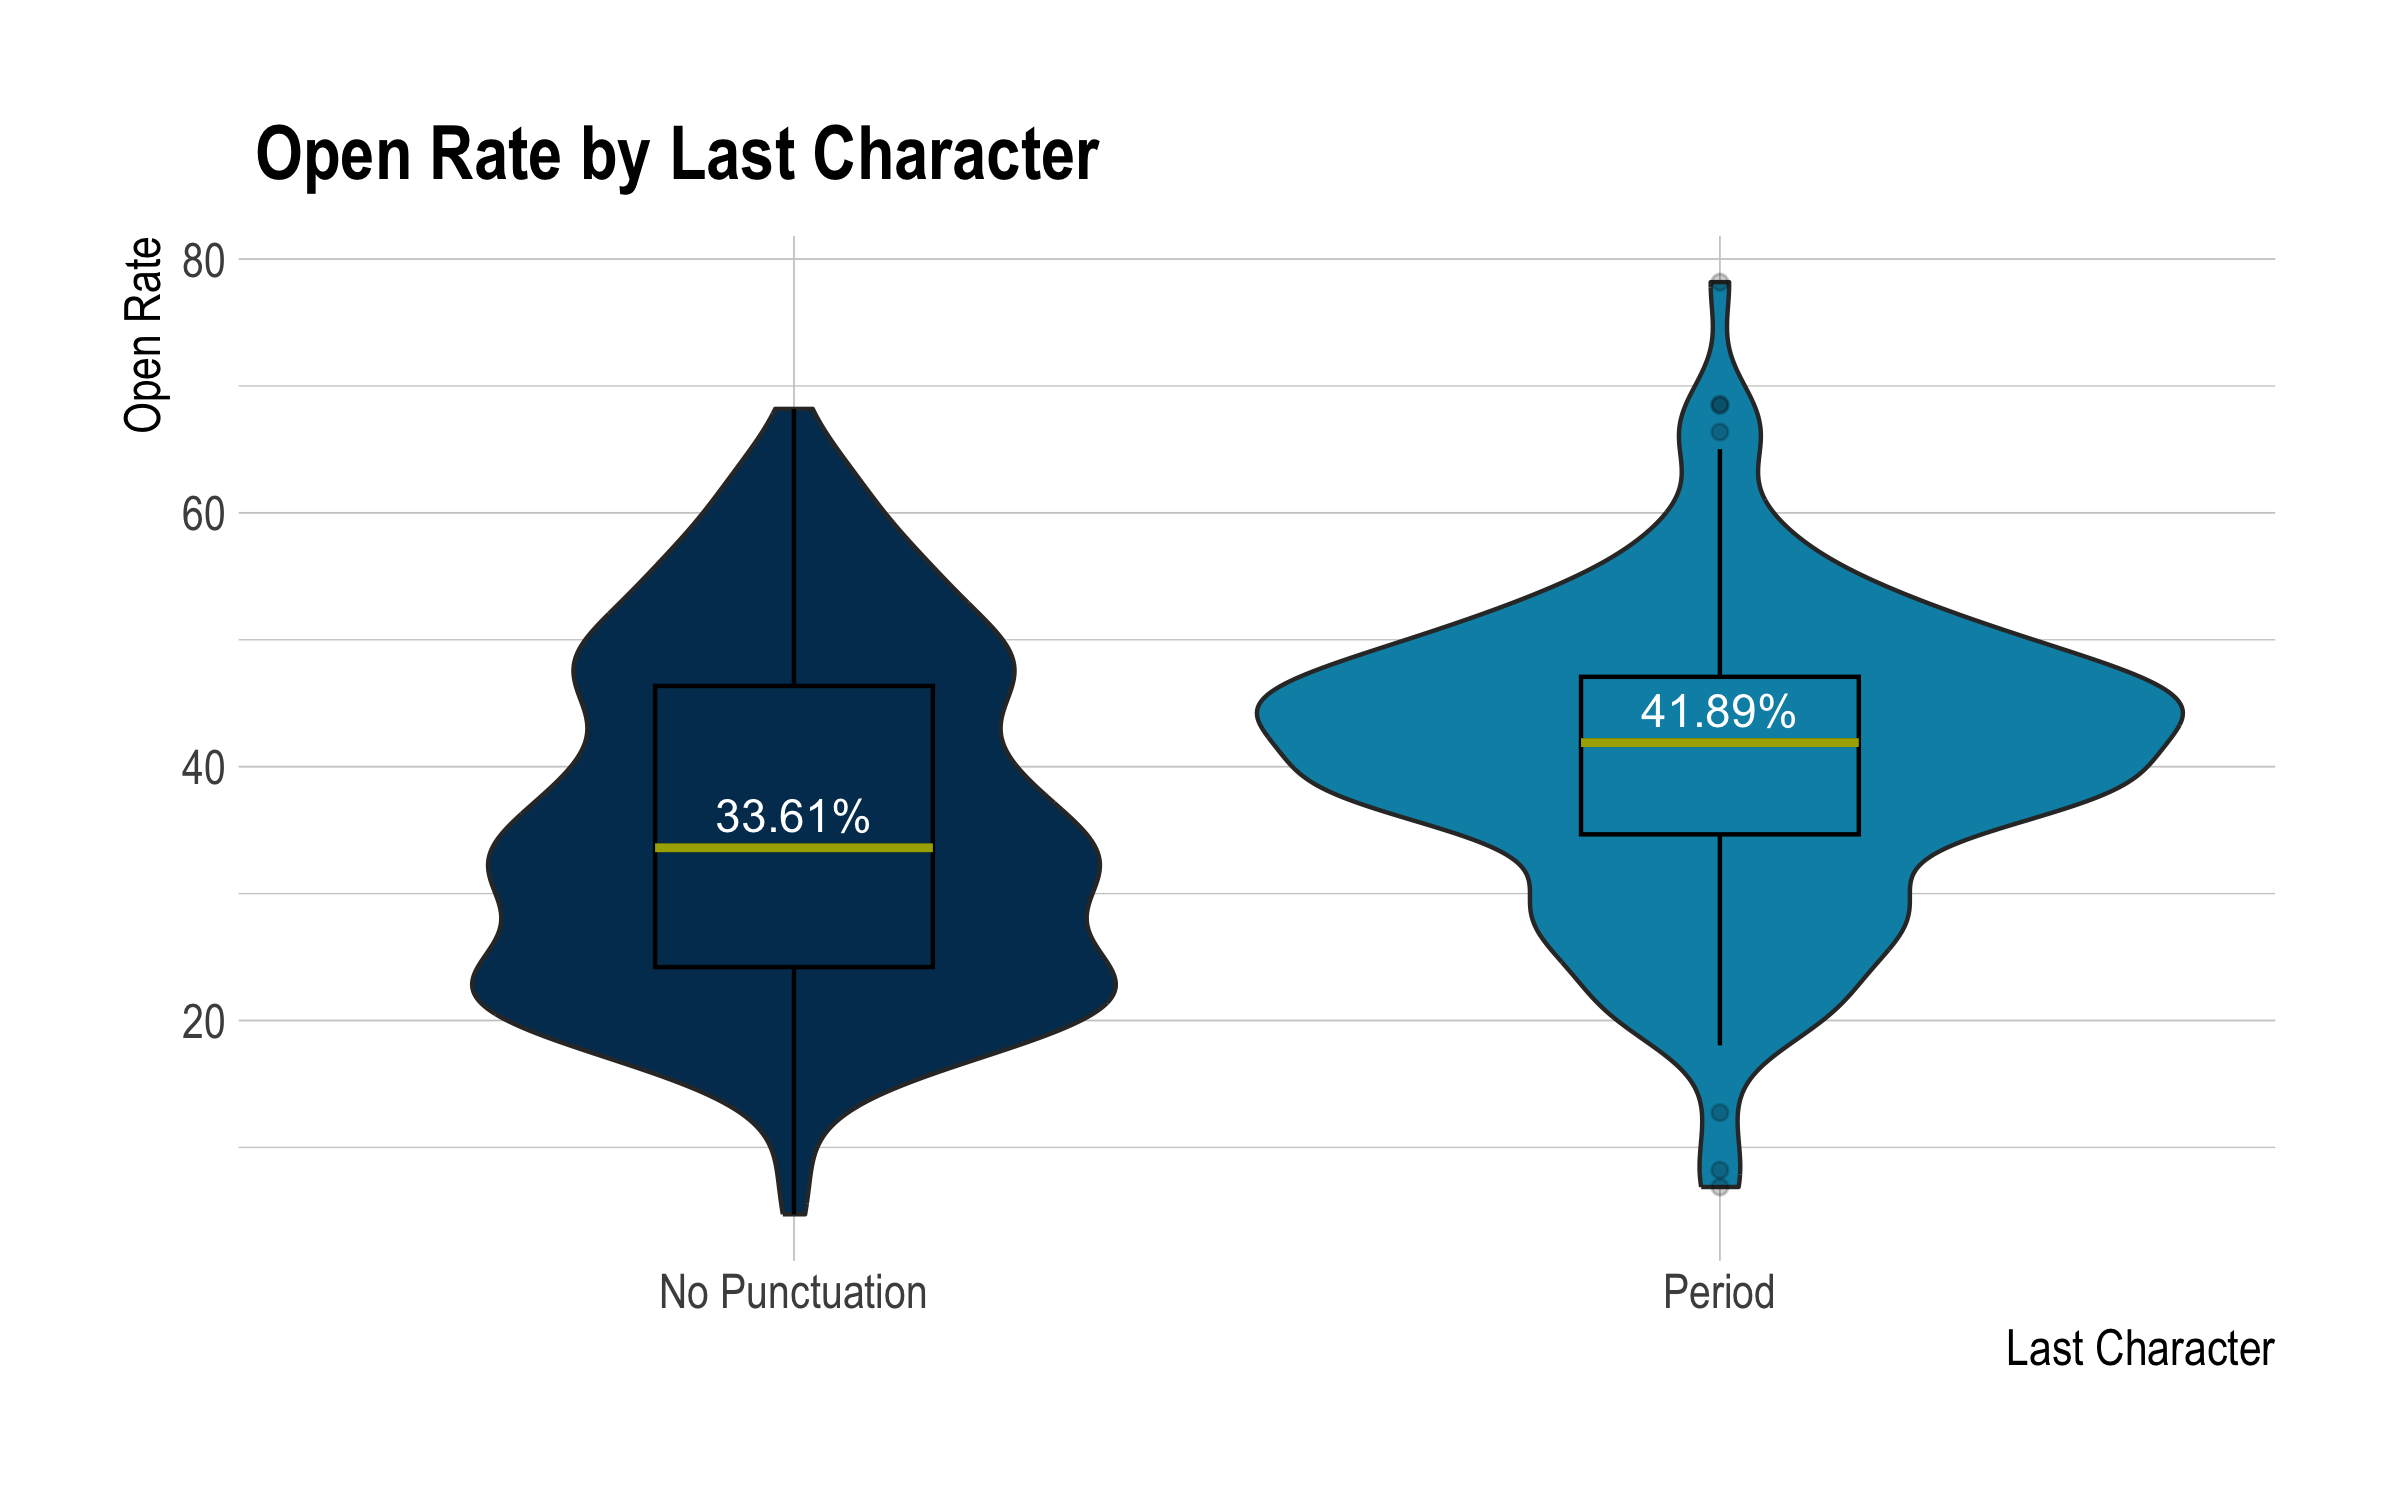 Open Rate by Last Character
Open Rate
80
60
40
20
33.61%
41.89%
No Punctuation
Period
Last Character